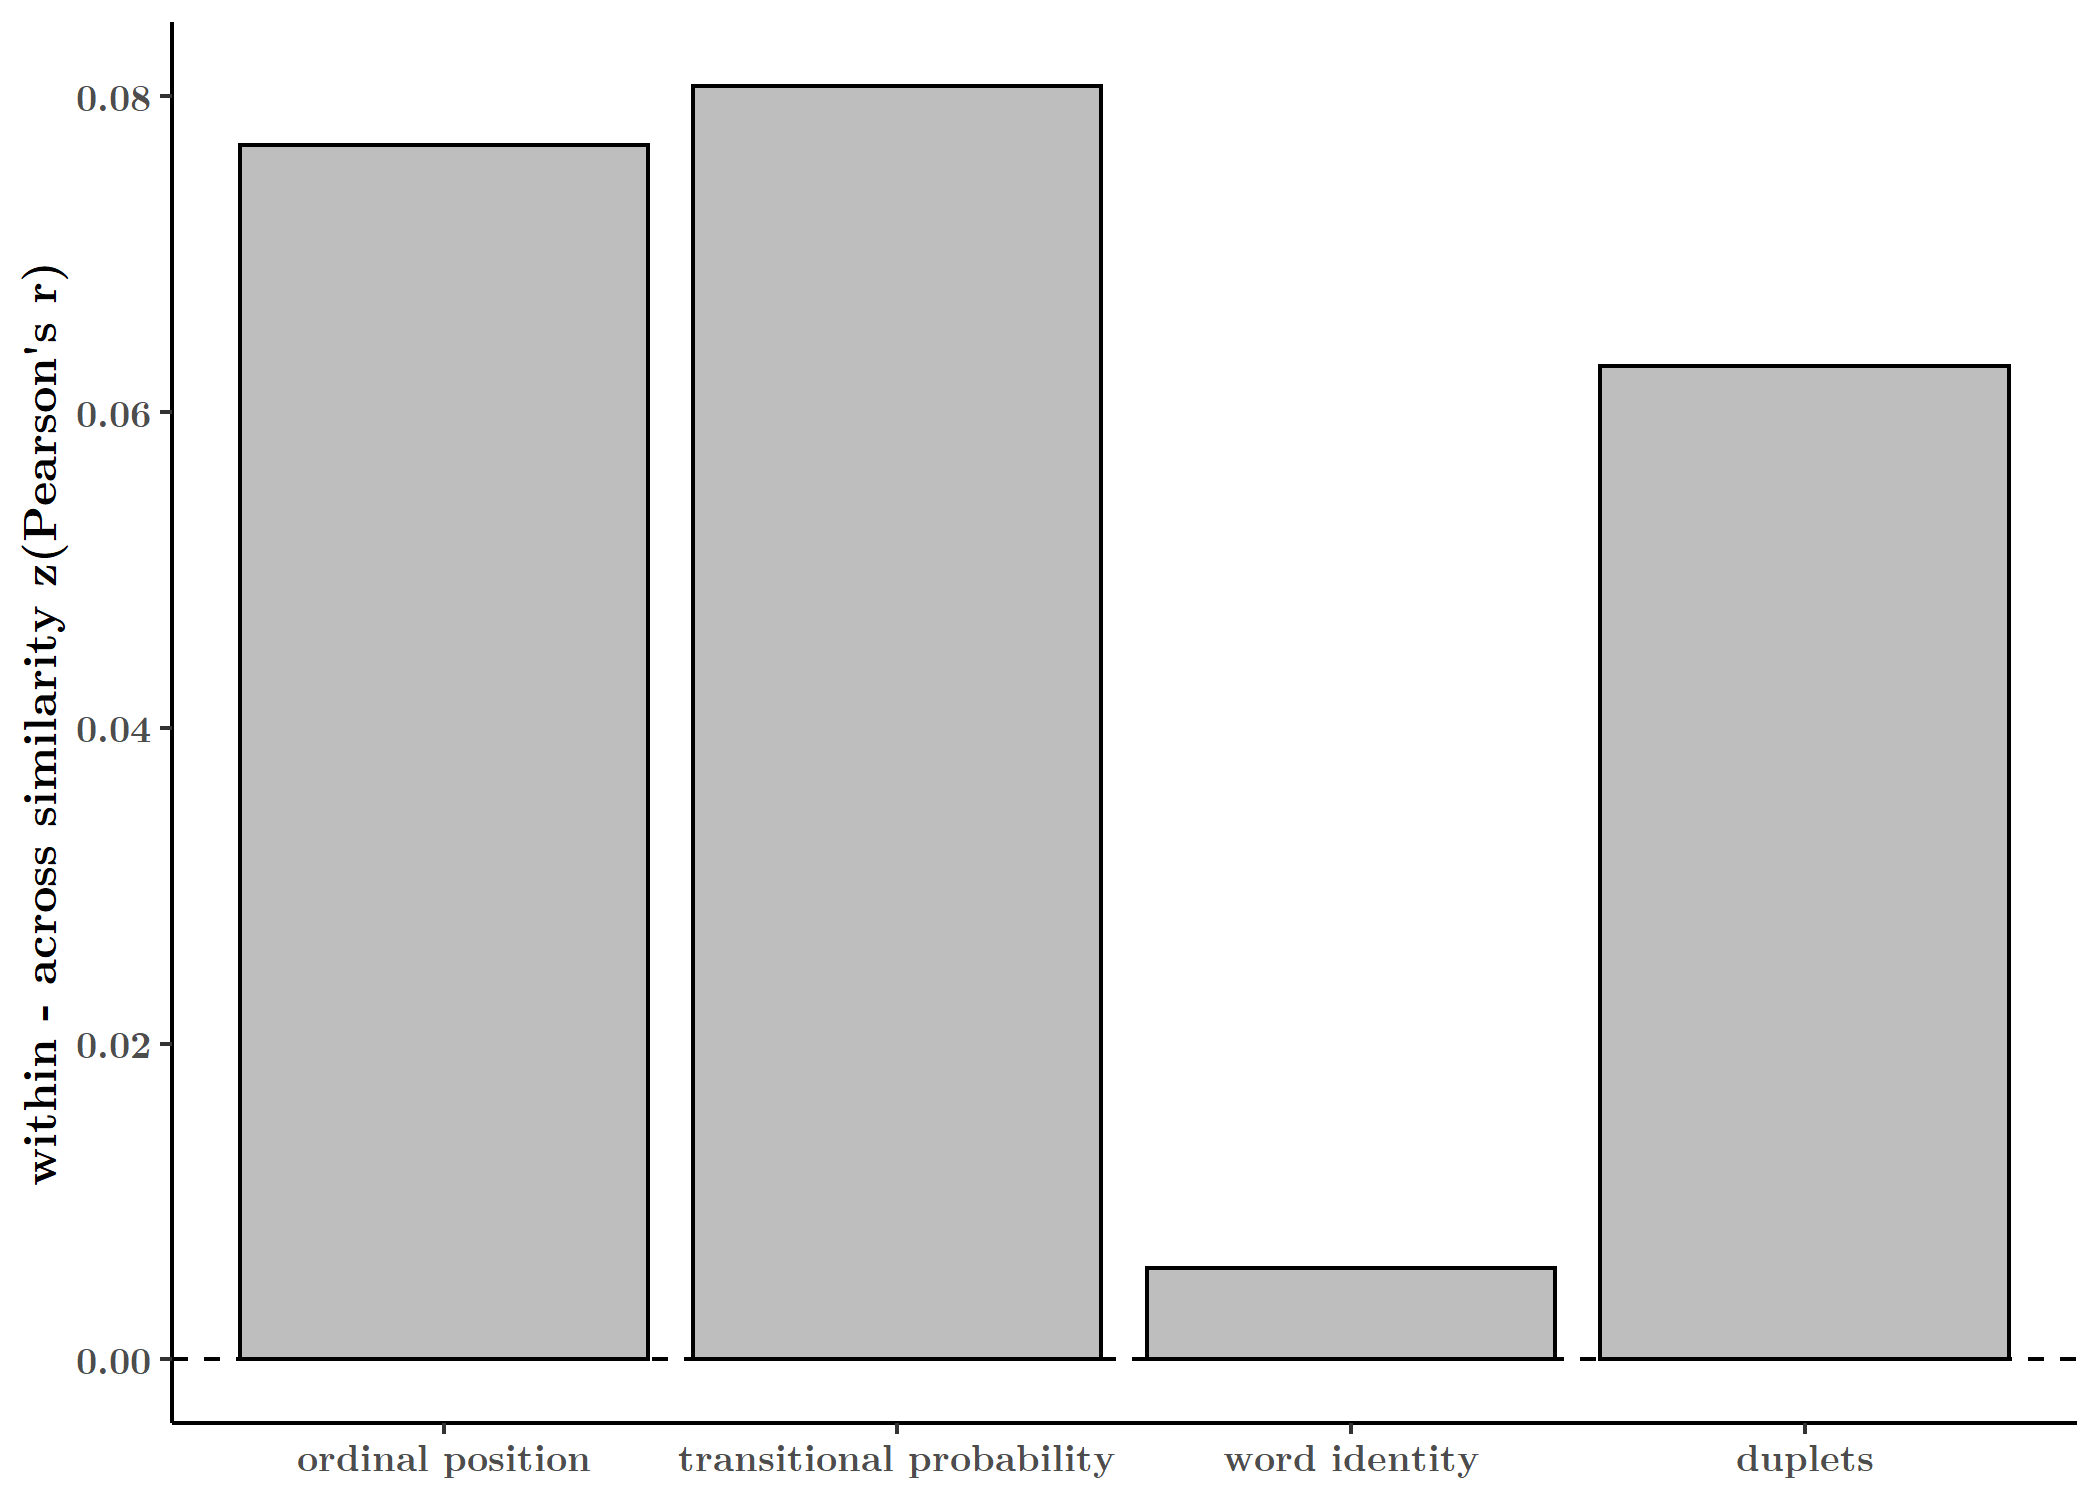 within - across similarity z(Pearson's r)
0.08
0.06
0.04
0.02
0.00
ordinal position
transitional probability
word identity
duplets